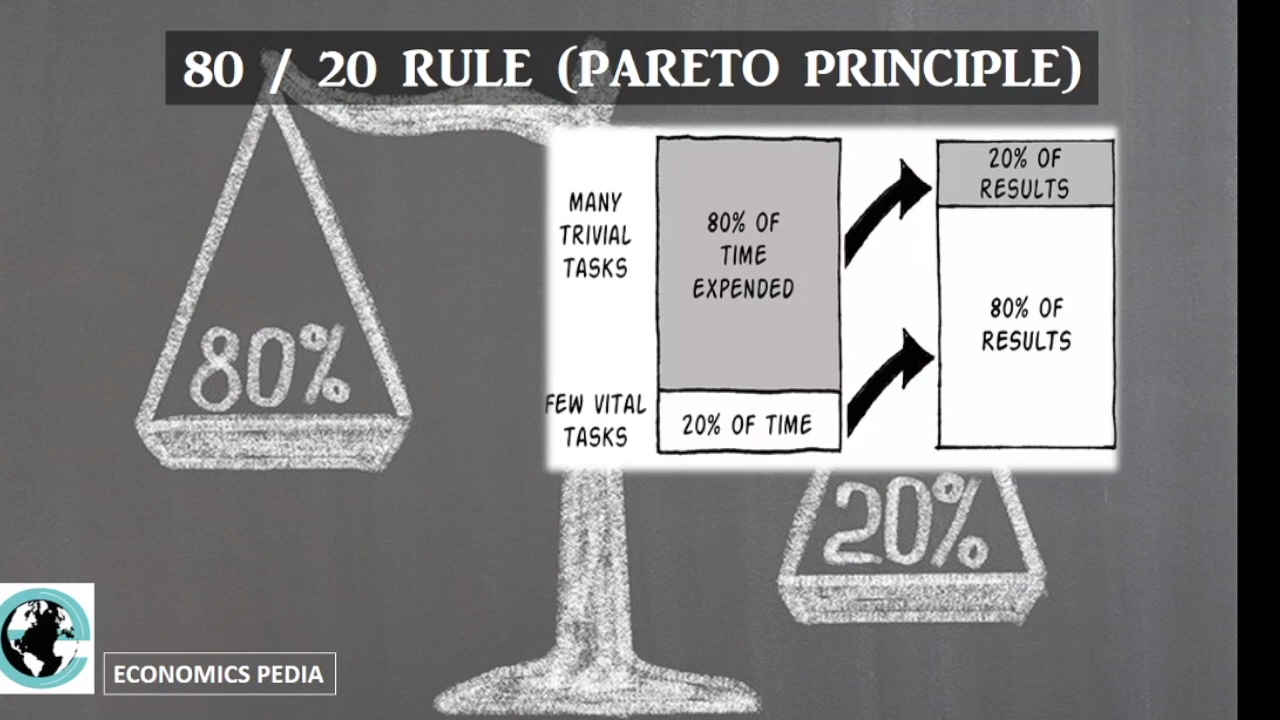 80 / 20 RULE (PARETO PRINCIPLE)
MANY
TRIVIAL
TASKS
80% OF
TIME
EXPENDED
20% OF
RESULTS
80% OF
RESULTS
FEW VITAL
TASKS
20% OF TIME
80%
20%
ECONOMICS PEDIA